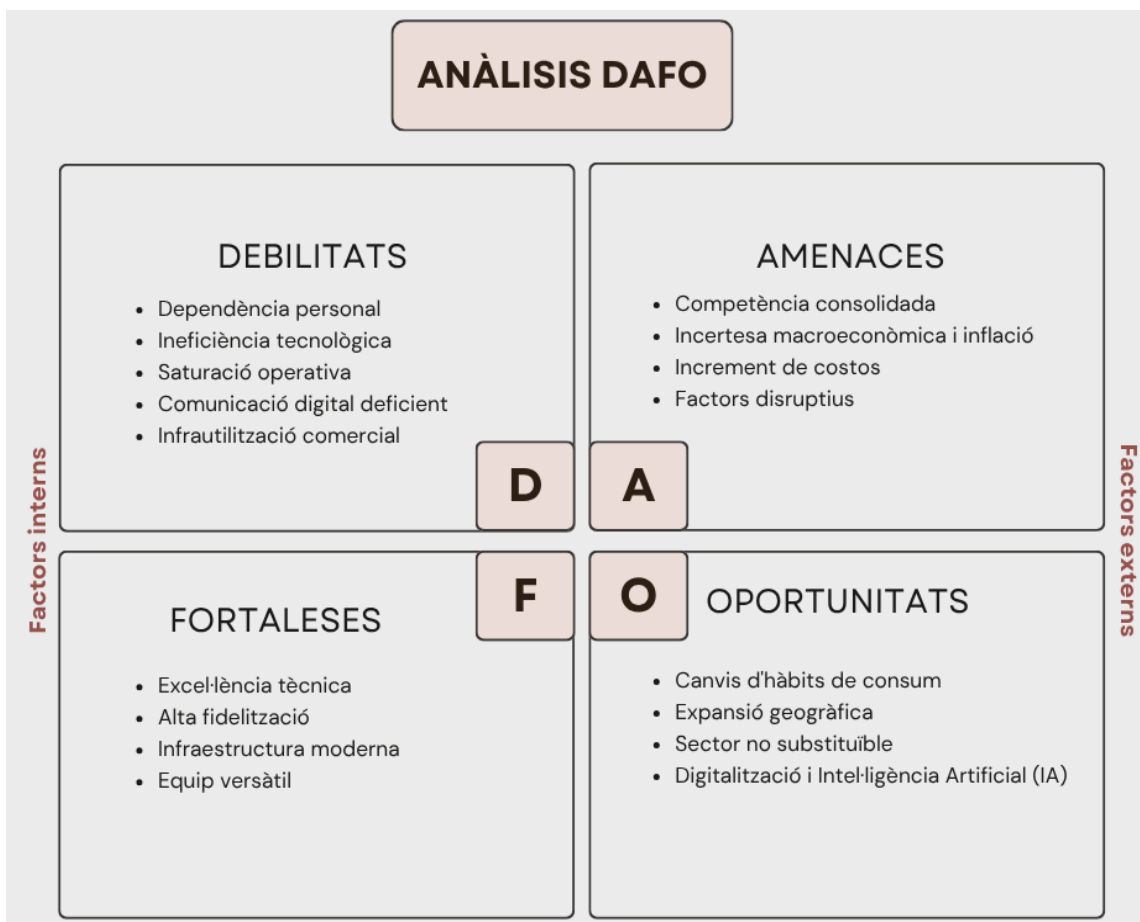 ANÀLISIS DAFO
DEBILITATS
• Dependència personal
• Ineficiència tecnològica
• Saturació operativa
• Comunicació digital deficient
• Infrautilització comercial
D
AMENACES
• Competència consolidada
• Incertesa macroeconòmica i inflació
• Increment de costos
• Factors disruptius
A
Factors interns
Factors externs
FORTALESES
F
• Excel·lència tècnica
• Alta fidelització
• Infraestructura moderna
• Equip versàtil
O
OPORTUNITATS
• Canvis d'hàbits de consum
• Expansió geogràfica
• Sector no substituïble
• Digitalització i Intel·ligència Artificial (IA)